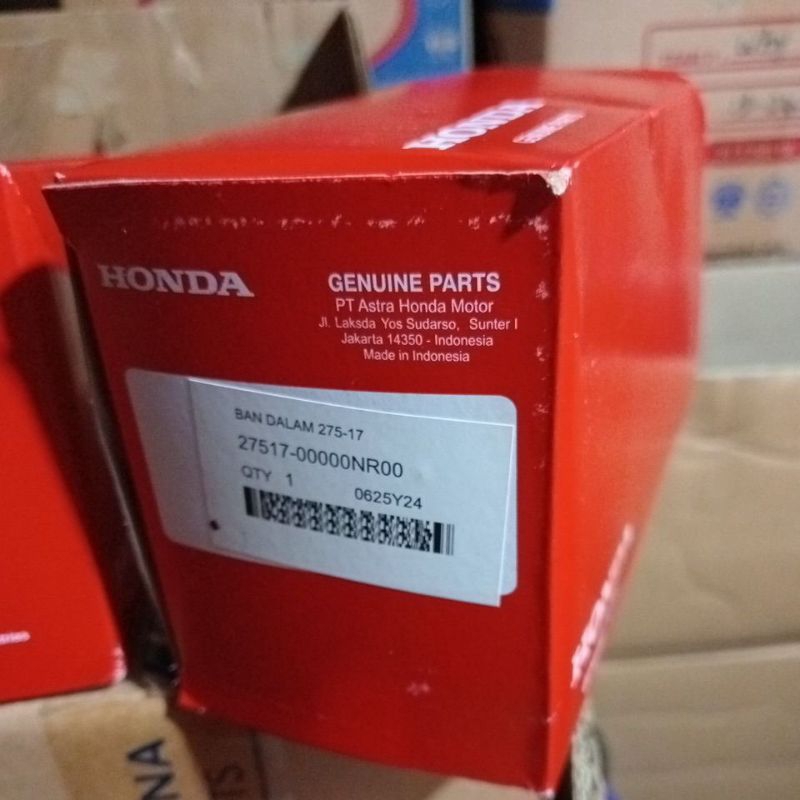 HONDA
HONDA
GENUINE PARTS
PT Astra Honda Motor
Jl. Laksda Yos Sudarso, Sunter I
Jakarta 14350 - Indonesia
Made in Indonesia
BAN DALAM 275-17
27517-00000NR00
QTY 1
0625Y24